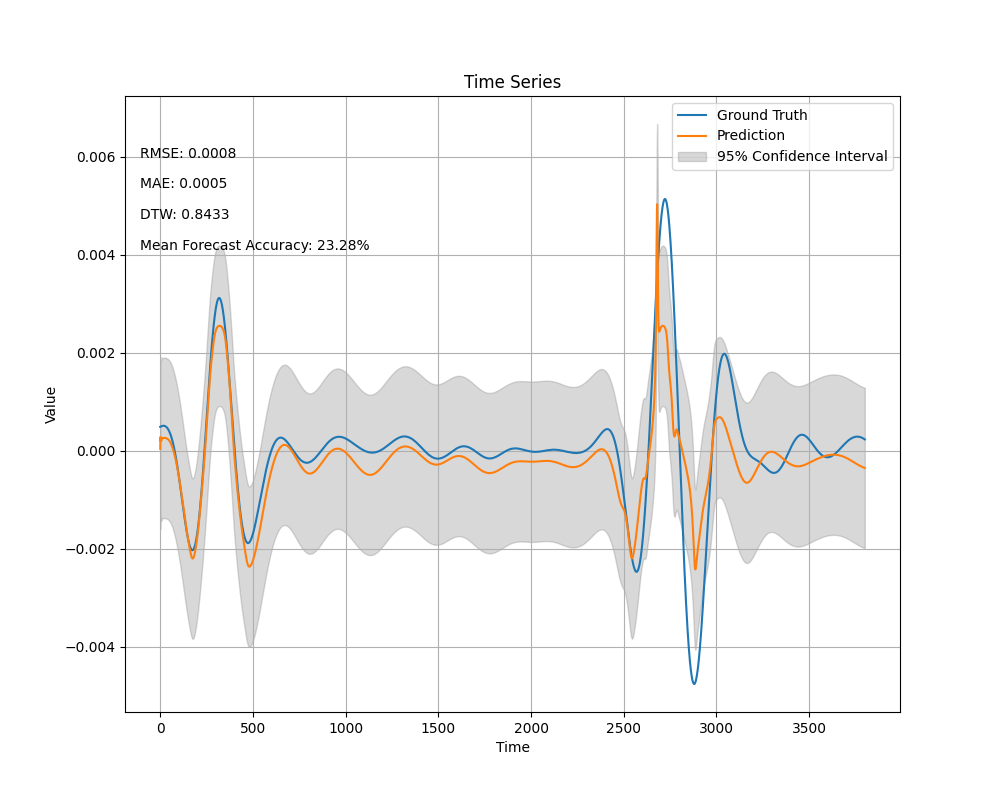 Time Series
Ground Truth
Prediction
95% Confidence Interval
RMSE: 0.0008
MAE: 0.0005
DTW: 0.8433
Mean Forecast Accuracy: 23.28%
0.006
0.004
0.002
0.000
−0.002
−0.004
Value
0 500 1000 1500 2000 2500 3000 3500
Time